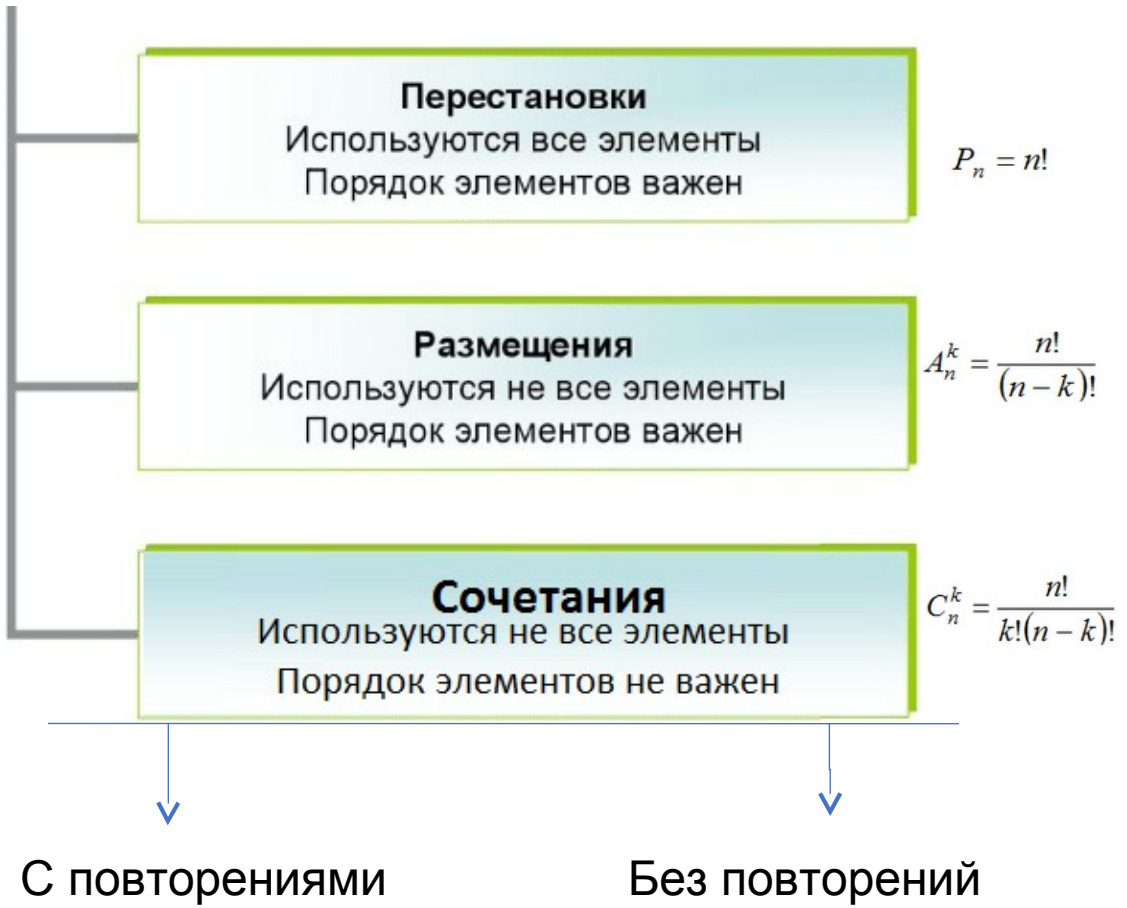 Перестановки
Используются все элементы
Порядок элементов важен
P_n = n!
Размещения
Используются не все элементы
Порядок элементов важен
A_n^k = n!/(n − k)!
Сочетания
Используются не все элементы
Порядок элементов не важен
C_n^k = n!/k!(n − k)!
С повторениями Без повторений